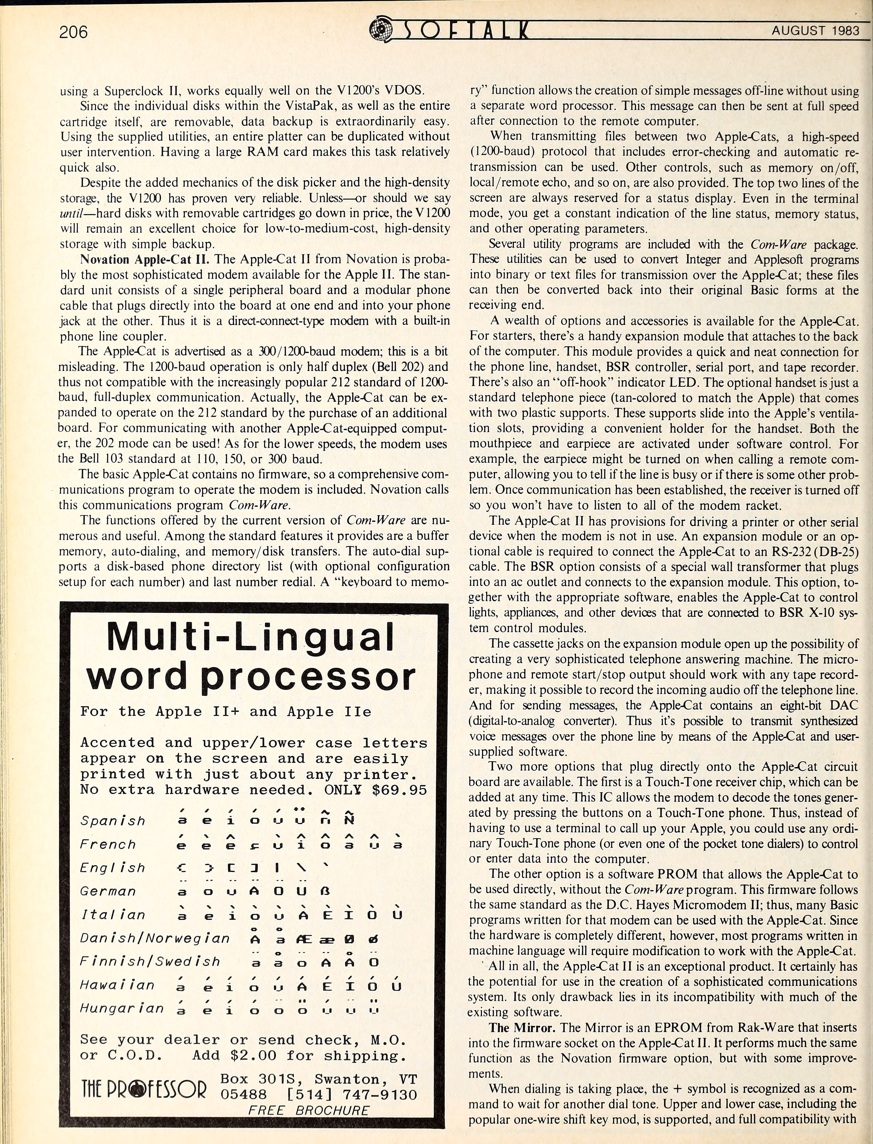 206
SOFTALK
AUGUST 1983
using a Superclock II, works equally well on the V1200's VDOS.
Since the individual disks within the VistaPak, as well as the entire
cartridge itself, are removable, data backup is extraordinarily easy.
Using the supplied utilities, an entire platter can be duplicated without
user intervention. Having a large RAM card makes this task relatively
quick also.
Despite the added mechanics of the disk picker and the high-density
storage, the V1200 has proven very reliable. Unless—or should we say
until—hard disks with removable cartridges go down in price, the V1200
will remain an excellent choice for low-to-medium-cost, high-density
storage with simple backup.
Novation Apple-Cat II. The Apple-Cat II from Novation is proba-
bly the most sophisticated modem available for the Apple II. The stan-
dard unit consists of a single peripheral board and a modular phone
cable that plugs directly into the board at one end and into your phone
jack at the other. Thus it is a direct-connect-type modem with a built-in
phone line coupler.
The Apple-Cat is advertised as a 300/1200-baud modem; this is a bit
misleading. The 1200-baud operation is only half duplex (Bell 202) and
thus not compatible with the increasingly popular 212 standard of 1200-
baud, full-duplex communication. Actually, the Apple-Cat can be ex-
panded to operate on the 212 standard by the purchase of an additional
board. For communicating with another Apple-Cat-equipped comput-
er, the 202 mode can be used! As for the lower speeds, the modem uses
the Bell 103 standard at 110, 150, or 300 baud.
The basic Apple-Cat contains no firmware, so a comprehensive com-
munications program to operate the modem is included. Novation calls
this communications program Com-Ware.
The functions offered by the current version of Com-Ware are nu-
merous and useful. Among the standard features it provides are a buffer
memory, auto-dialing, and memory/disk transfers. The auto-dial sup-
ports a disk-based phone directory list (with optional configuration
setup for each number) and last number redial. A "keyboard to memo-
Multi-Lingual
word processor
For the Apple II+ and Apple IIe
Accented and upper/lower case letters
appear on the screen and are easily
printed with just about any printer.
No extra hardware needed. ONLY $69.95
Spanish á é í ó ú ü ñ Ñ
French é è ê ç ù î ô û à
English { } [ ] | \ `
German ä ö ü Ä Ö Ü ß
Italian à è ì ò ù À È Ì Ò Ù
Danish/Norwegian Å å Æ æ Ø ø
Finnish/Swedish ä å ö Ä Å Ö
Hawaiian á é í ó ú Á É Í Ó Ú
Hungarian á é í ó ö ő ú ü ű
See your dealer or send check, M.O.
or C.O.D. Add $2.00 for shipping.
THE PROFESSOR
Box 301S, Swanton, VT
05488 [514] 747-9130
FREE BROCHURE
ry" function allows the creation of simple messages off-line without using
a separate word processor. This message can then be sent at full speed
after connection to the remote computer.
When transmitting files between two Apple-Cats, a high-speed
(1200-baud) protocol that includes error-checking and automatic re-
transmission can be used. Other controls, such as memory on/off,
local/remote echo, and so on, are also provided. The top two lines of the
screen are always reserved for a status display. Even in the terminal
mode, you get a constant indication of the line status, memory status,
and other operating parameters.
Several utility programs are included with the Com-Ware package.
These utilities can be used to convert Integer and Applesoft programs
into binary or text files for transmission over the Apple-Cat; these files
can then be converted back into their original Basic forms at the
receiving end.
A wealth of options and accessories is available for the Apple-Cat.
For starters, there's a handy expansion module that attaches to the back
of the computer. This module provides a quick and neat connection for
the phone line, handset, BSR controller, serial port, and tape recorder.
There's also an "off-hook" indicator LED. The optional handset is just a
standard telephone piece (tan-colored to match the Apple) that comes
with two plastic supports. These supports slide into the Apple's ventila-
tion slots, providing a convenient holder for the handset. Both the
mouthpiece and earpiece are activated under software control. For
example, the earpiece might be turned on when calling a remote com-
puter, allowing you to tell if the line is busy or if there is some other prob-
lem. Once communication has been established, the receiver is turned off
so you won't have to listen to all of the modem racket.
The Apple-Cat II has provisions for driving a printer or other serial
device when the modem is not in use. An expansion module or an op-
tional cable is required to connect the Apple-Cat to an RS-232 (DB-25)
cable. The BSR option consists of a special wall transformer that plugs
into an ac outlet and connects to the expansion module. This option, to-
gether with the appropriate software, enables the Apple-Cat to control
lights, appliances, and other devices that are connected to BSR X-10 sys-
tem control modules.
The cassette jacks on the expansion module open up the possibility of
creating a very sophisticated telephone answering machine. The micro-
phone and remote start/stop output should work with any tape record-
er, making it possible to record the incoming audio off the telephone line.
And for sending messages, the Apple-Cat contains an eight-bit DAC
(digital-to-analog converter). Thus it's possible to transmit synthesized
voice messages over the phone line by means of the Apple-Cat and user-
supplied software.
Two more options that plug directly onto the Apple-Cat circuit
board are available. The first is a Touch-Tone receiver chip, which can be
added at any time. This IC allows the modem to decode the tones gener-
ated by pressing the buttons on a Touch-Tone phone. Thus, instead of
having to use a terminal to call up your Apple, you could use any ordi-
nary Touch-Tone phone (or even one of the pocket tone dialers) to control
or enter data into the computer.
The other option is a software PROM that allows the Apple-Cat to
be used directly, without the Com-Ware program. This firmware follows
the same standard as the D.C. Hayes Micromodem II; thus, many Basic
programs written for that modem can be used with the Apple-Cat. Since
the hardware is completely different, however, most programs written in
machine language will require modification to work with the Apple-Cat.
All in all, the Apple-Cat II is an exceptional product. It certainly has
the potential for use in the creation of a sophisticated communications
system. Its only drawback lies in its incompatibility with much of the
existing software.
The Mirror. The Mirror is an EPROM from Rak-Ware that inserts
into the firmware socket on the Apple-Cat II. It performs much the same
function as the Novation firmware option, but with some improve-
ments.
When dialing is taking place, the + symbol is recognized as a com-
mand to wait for another dial tone. Upper and lower case, including the
popular one-wire shift key mod, is supported, and full compatibility with